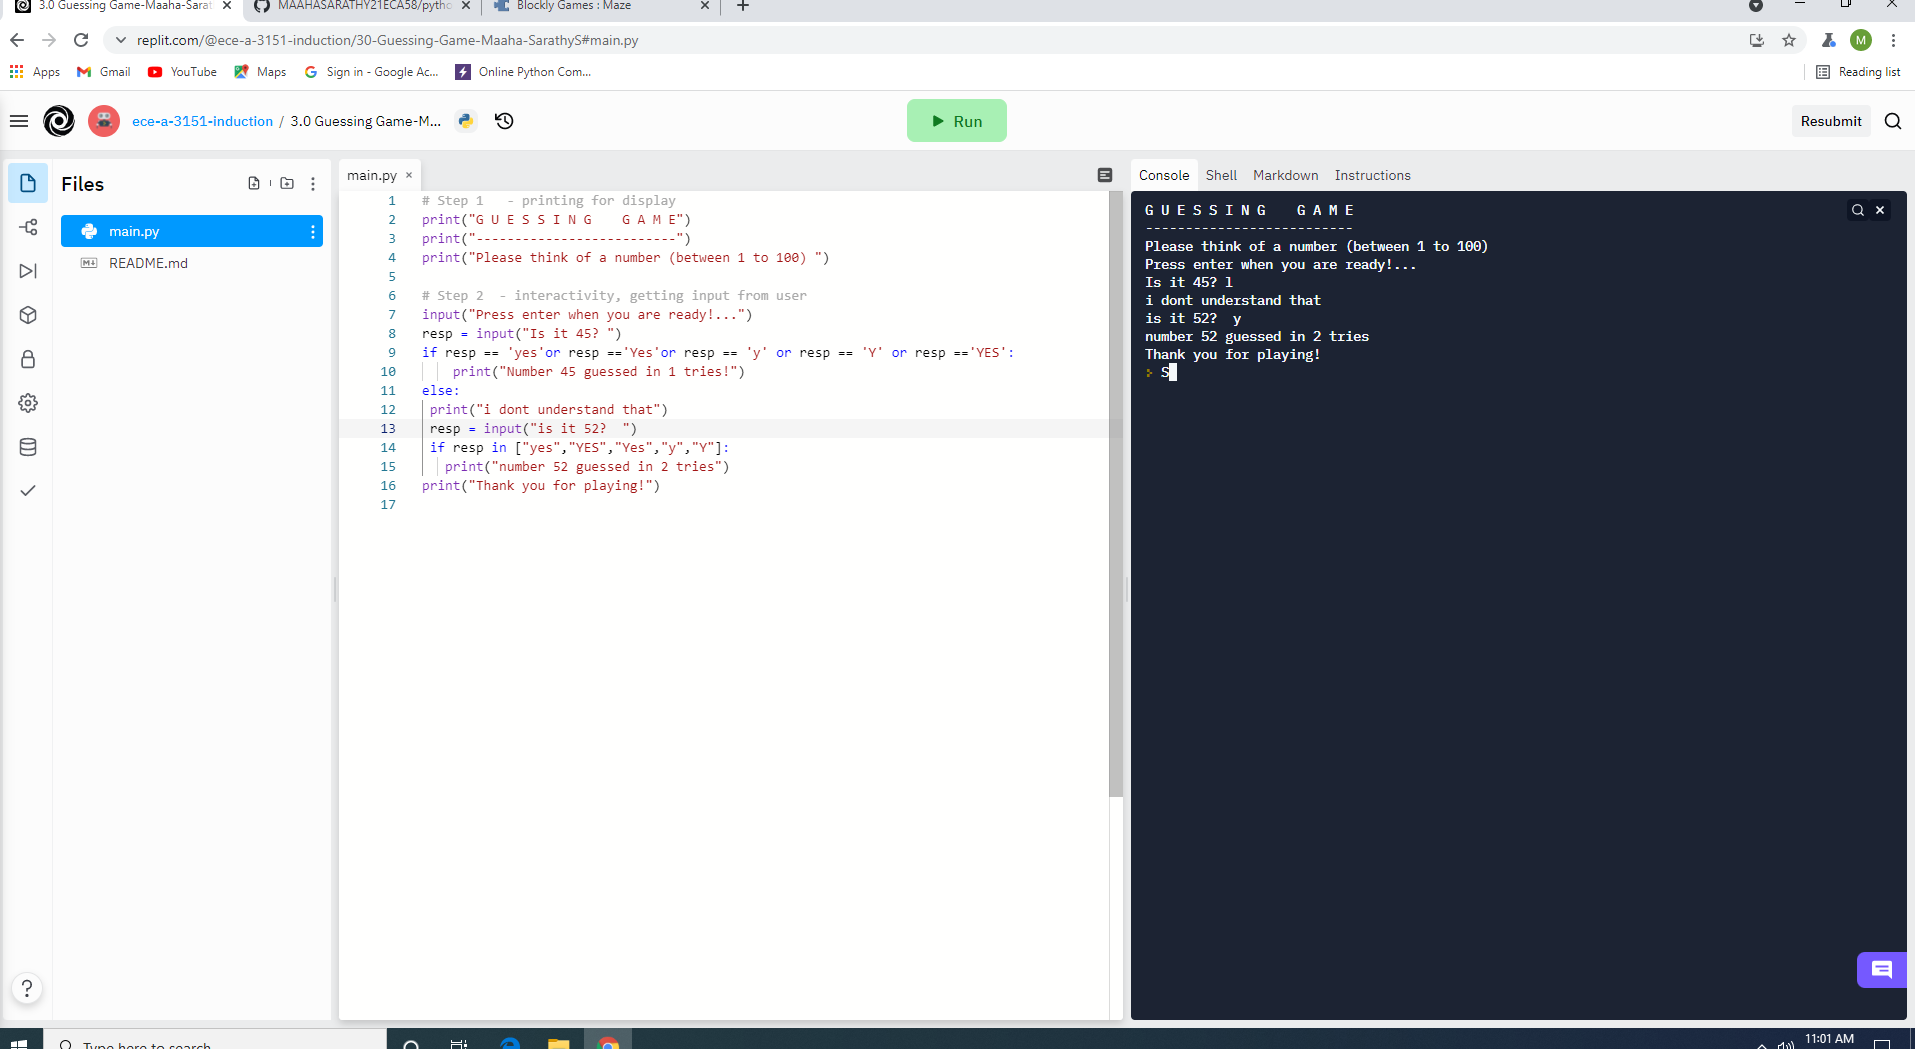 3.0 Guessing Game-Maaha-Sarat
MAAHASARATHY21ECA58/pytho
Blockly Games : Maze
replit.com/@ece-a-3151-induction/30-Guessing-Game-Maaha-SarathyS#main.py
M
Apps
Gmail
YouTube
Maps
Sign in - Google Ac...
Online Python Com...
Reading list
ece-a-3151-induction / 3.0 Guessing Game-M...
Run
Resubmit
Files
main.py
README.md
main.py
1 # Step 1   - printing for display
2 print("G U E S S I N G    G A M E")
3 print("--------------------------")
4 print("Please think of a number (between 1 to 100) ")
5
6 # Step 2  - interactivity, getting input from user
7 input("Press enter when you are ready!...")
8 resp = input("Is it 45? ")
9 if resp == 'yes'or resp =='Yes'or resp == 'y' or resp == 'Y' or resp =='YES':
10     print("Number 45 guessed in 1 tries!")
11 else:
12  print("i dont understand that")
13  resp = input("is it 52?  ")
14  if resp in ["yes","YES","Yes","y","Y"]:
15    print("number 52 guessed in 2 tries")
16 print("Thank you for playing!")
17
Console Shell Markdown Instructions
G U E S S I N G    G A M E
--------------------------
Please think of a number (between 1 to 100)
Press enter when you are ready!...
Is it 45? l
i dont understand that
is it 52?  y
number 52 guessed in 2 tries
Thank you for playing!
S
?
Type here to search
11:01 AM